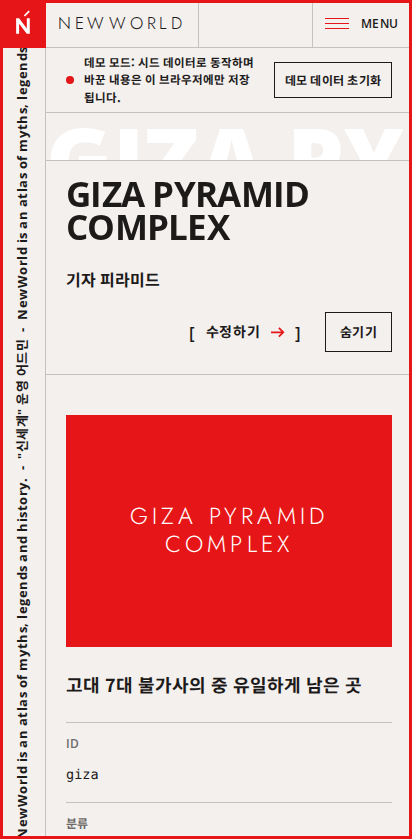 Ń
NEWWORLD
MENU
데모 모드: 시드 데이터로 동작하며
바꾼 내용은 이 브라우저에만 저장
됩니다.
데모 데이터 초기화
GIZA PY
GIZA PYRAMID
COMPLEX
기자 피라미드
[ 수정하기 → ]
숨기기
GIZA PYRAMID
COMPLEX
고대 7대 불가사의 중 유일하게 남은 곳
ID
giza
분류
NewWorld is an atlas of myths, legends and history. - "신세계" 운영 어드민 - NewWorld is an atlas of myths, legends